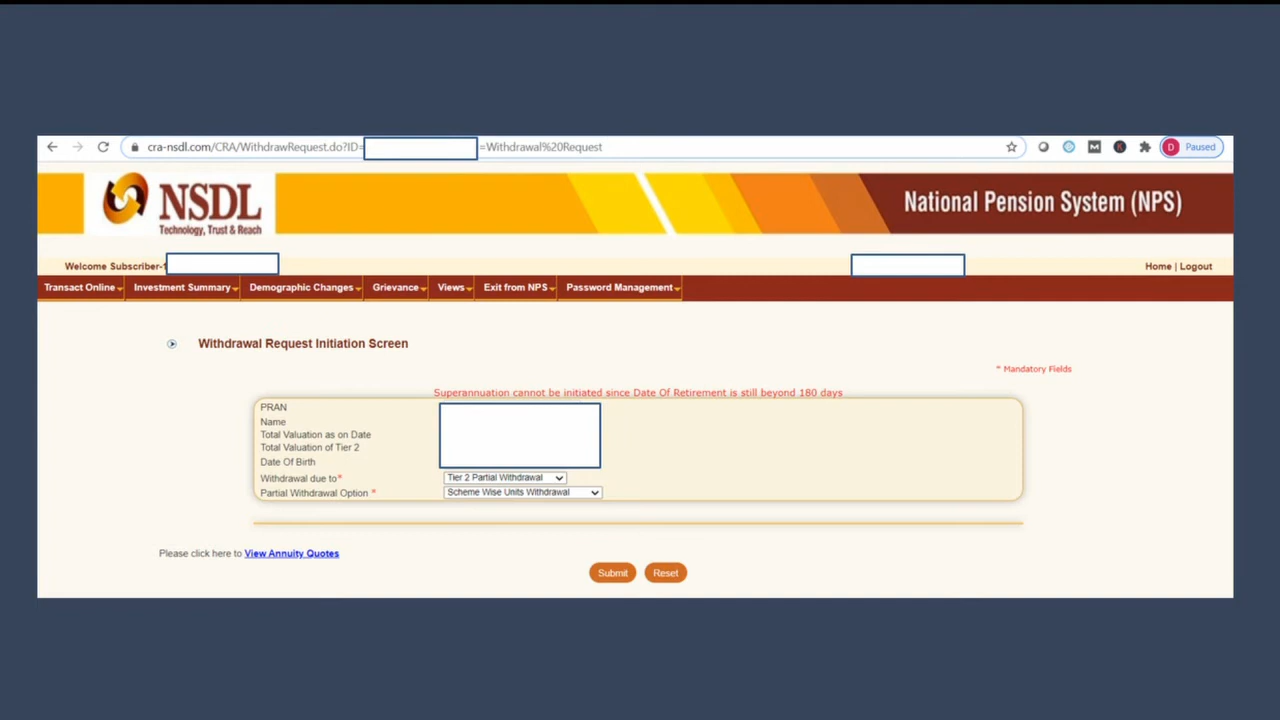 cra-nsdl.com/CRA/WithdrawRequest.do?ID= =Withdrawal%20Request
D Paused
NSDL
Technology, Trust & Reach
National Pension System (NPS)
Welcome Subscriber-1
Home | Logout
Transact Online Investment Summary Demographic Changes Grievance Views Exit from NPS Password Management
Withdrawal Request Initiation Screen
* Mandatory Fields
Superannuation cannot be initiated since Date Of Retirement is still beyond 180 days
PRAN
Name
Total Valuation as on Date
Total Valuation of Tier 2
Date Of Birth
Withdrawal due to* Tier 2 Partial Withdrawal
Partial Withdrawal Option * Scheme Wise Units Withdrawal
Please click here to View Annuity Quotes
Submit Reset